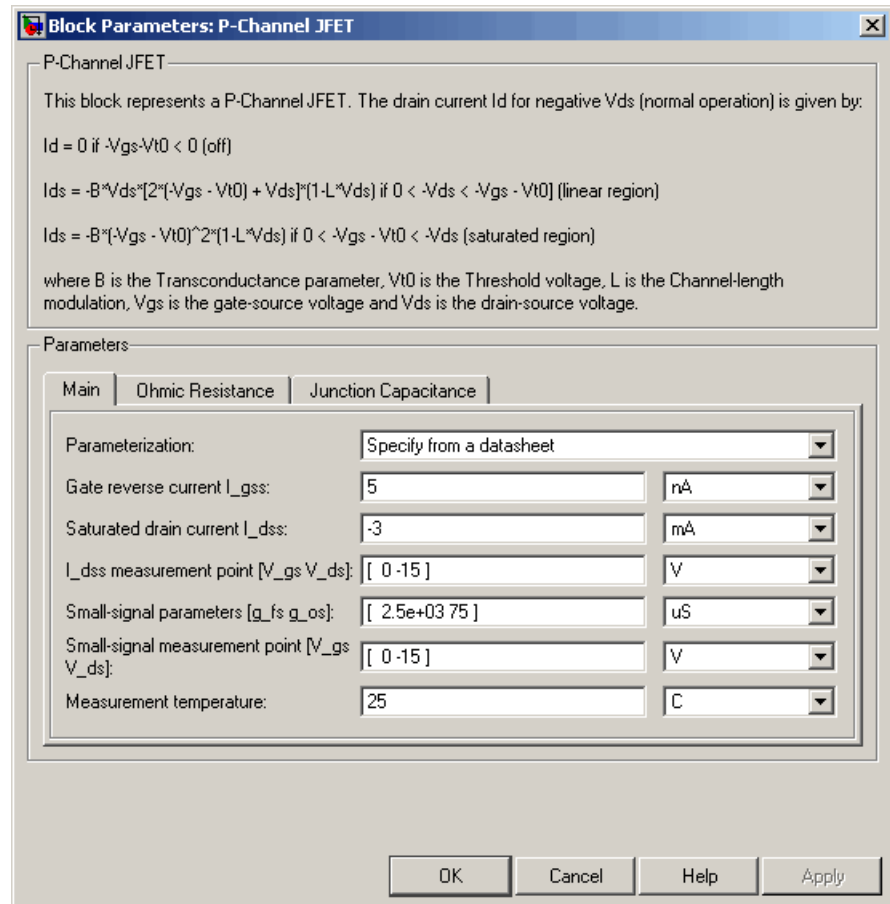 Block Parameters: P-Channel JFET
P-Channel JFET
This block represents a P-Channel JFET. The drain current Id for negative Vds (normal operation) is given by:
Id = 0 if -Vgs-Vt0 < 0 (off)
Ids = -B*Vds*[2*(-Vgs - Vt0) + Vds]*(1-L*Vds) if 0 < -Vds < -Vgs - Vt0] (linear region)
Ids = -B*(-Vgs - Vt0)^2*(1-L*Vds) if 0 < -Vgs - Vt0 < -Vds (saturated region)
where B is the Transconductance parameter, Vt0 is the Threshold voltage, L is the Channel-length
modulation, Vgs is the gate-source voltage and Vds is the drain-source voltage.
Parameters
Main Ohmic Resistance Junction Capacitance
Parameterization: Specify from a datasheet
Gate reverse current I_gss: 5 nA
Saturated drain current I_dss: -3 mA
I_dss measurement point [V_gs V_ds]: [ 0 -15 ] V
Small-signal parameters [g_fs g_os]: [ 2.5e+03 75 ] uS
Small-signal measurement point [V_gs
V_ds]: [ 0 -15 ] V
Measurement temperature: 25 C
OK Cancel Help Apply